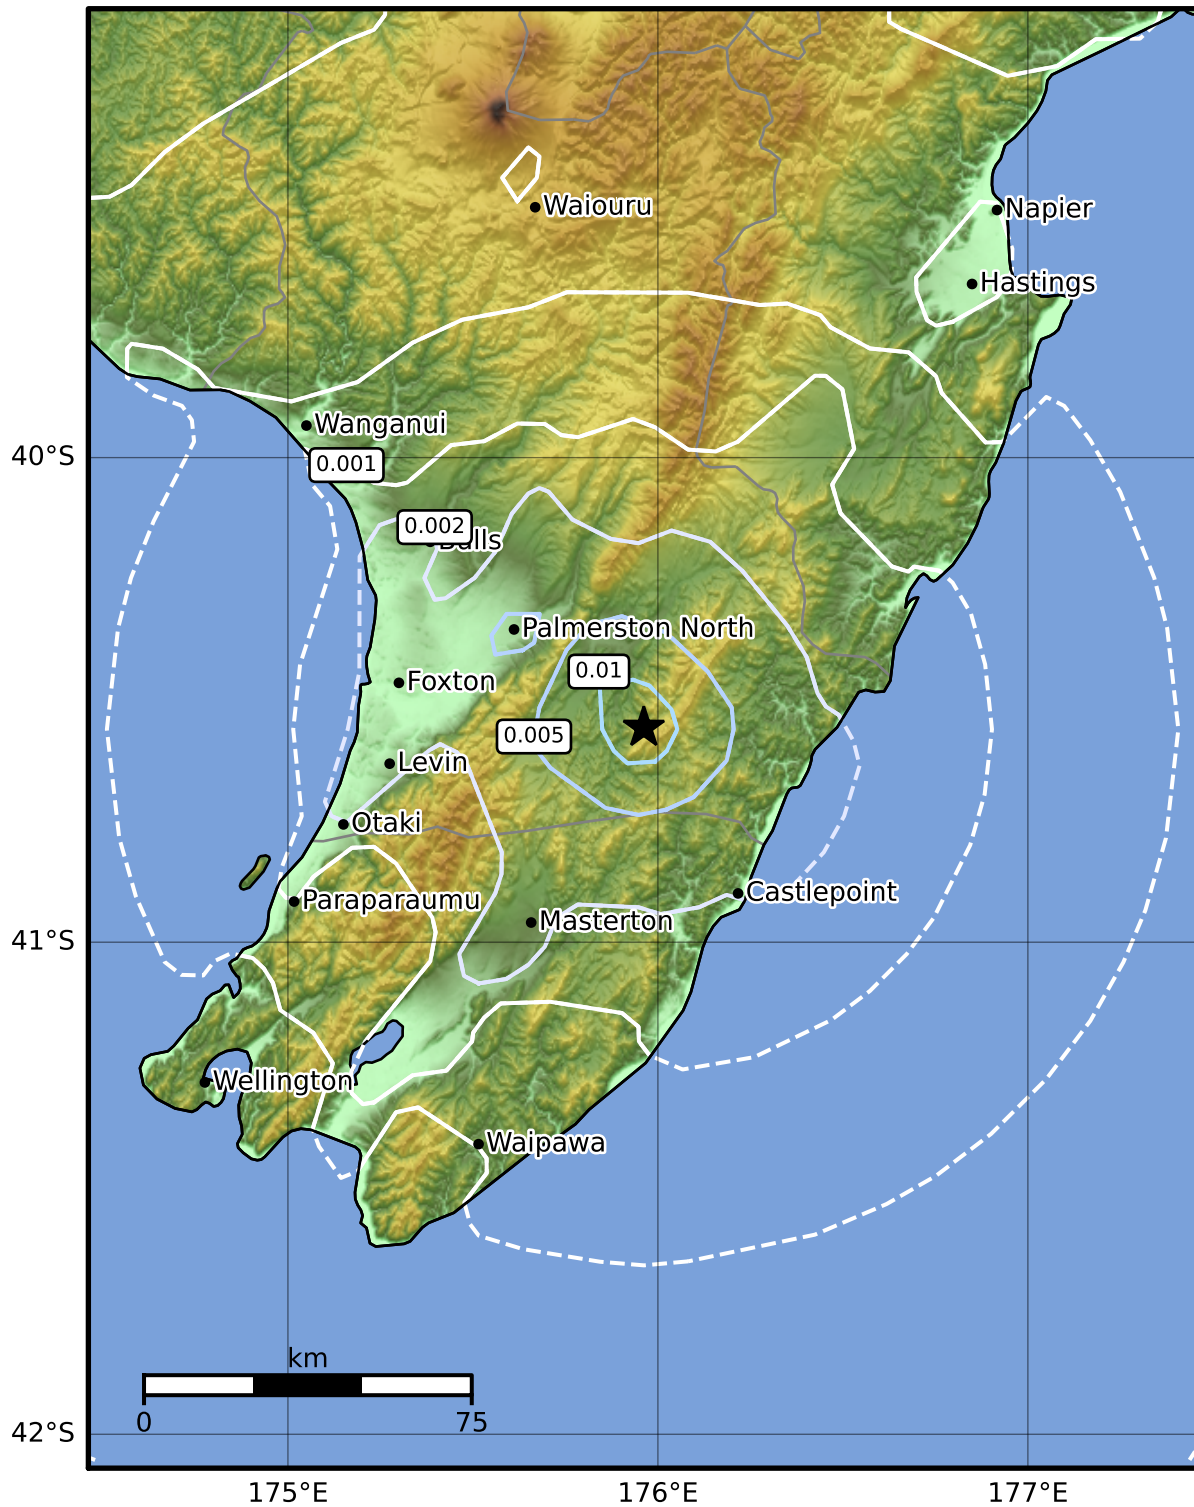 Waiouru
Napier
Hastings
Wanganui
40°S
0.001
0.002
Bulls
Palmerston North
0.01
Foxton
0.005
Levin
Otaki
Castlepoint
Paraparaumu
Masterton
41°S
Wellington
Waipawa
km
0 75
42°S
175°E 176°E 177°E